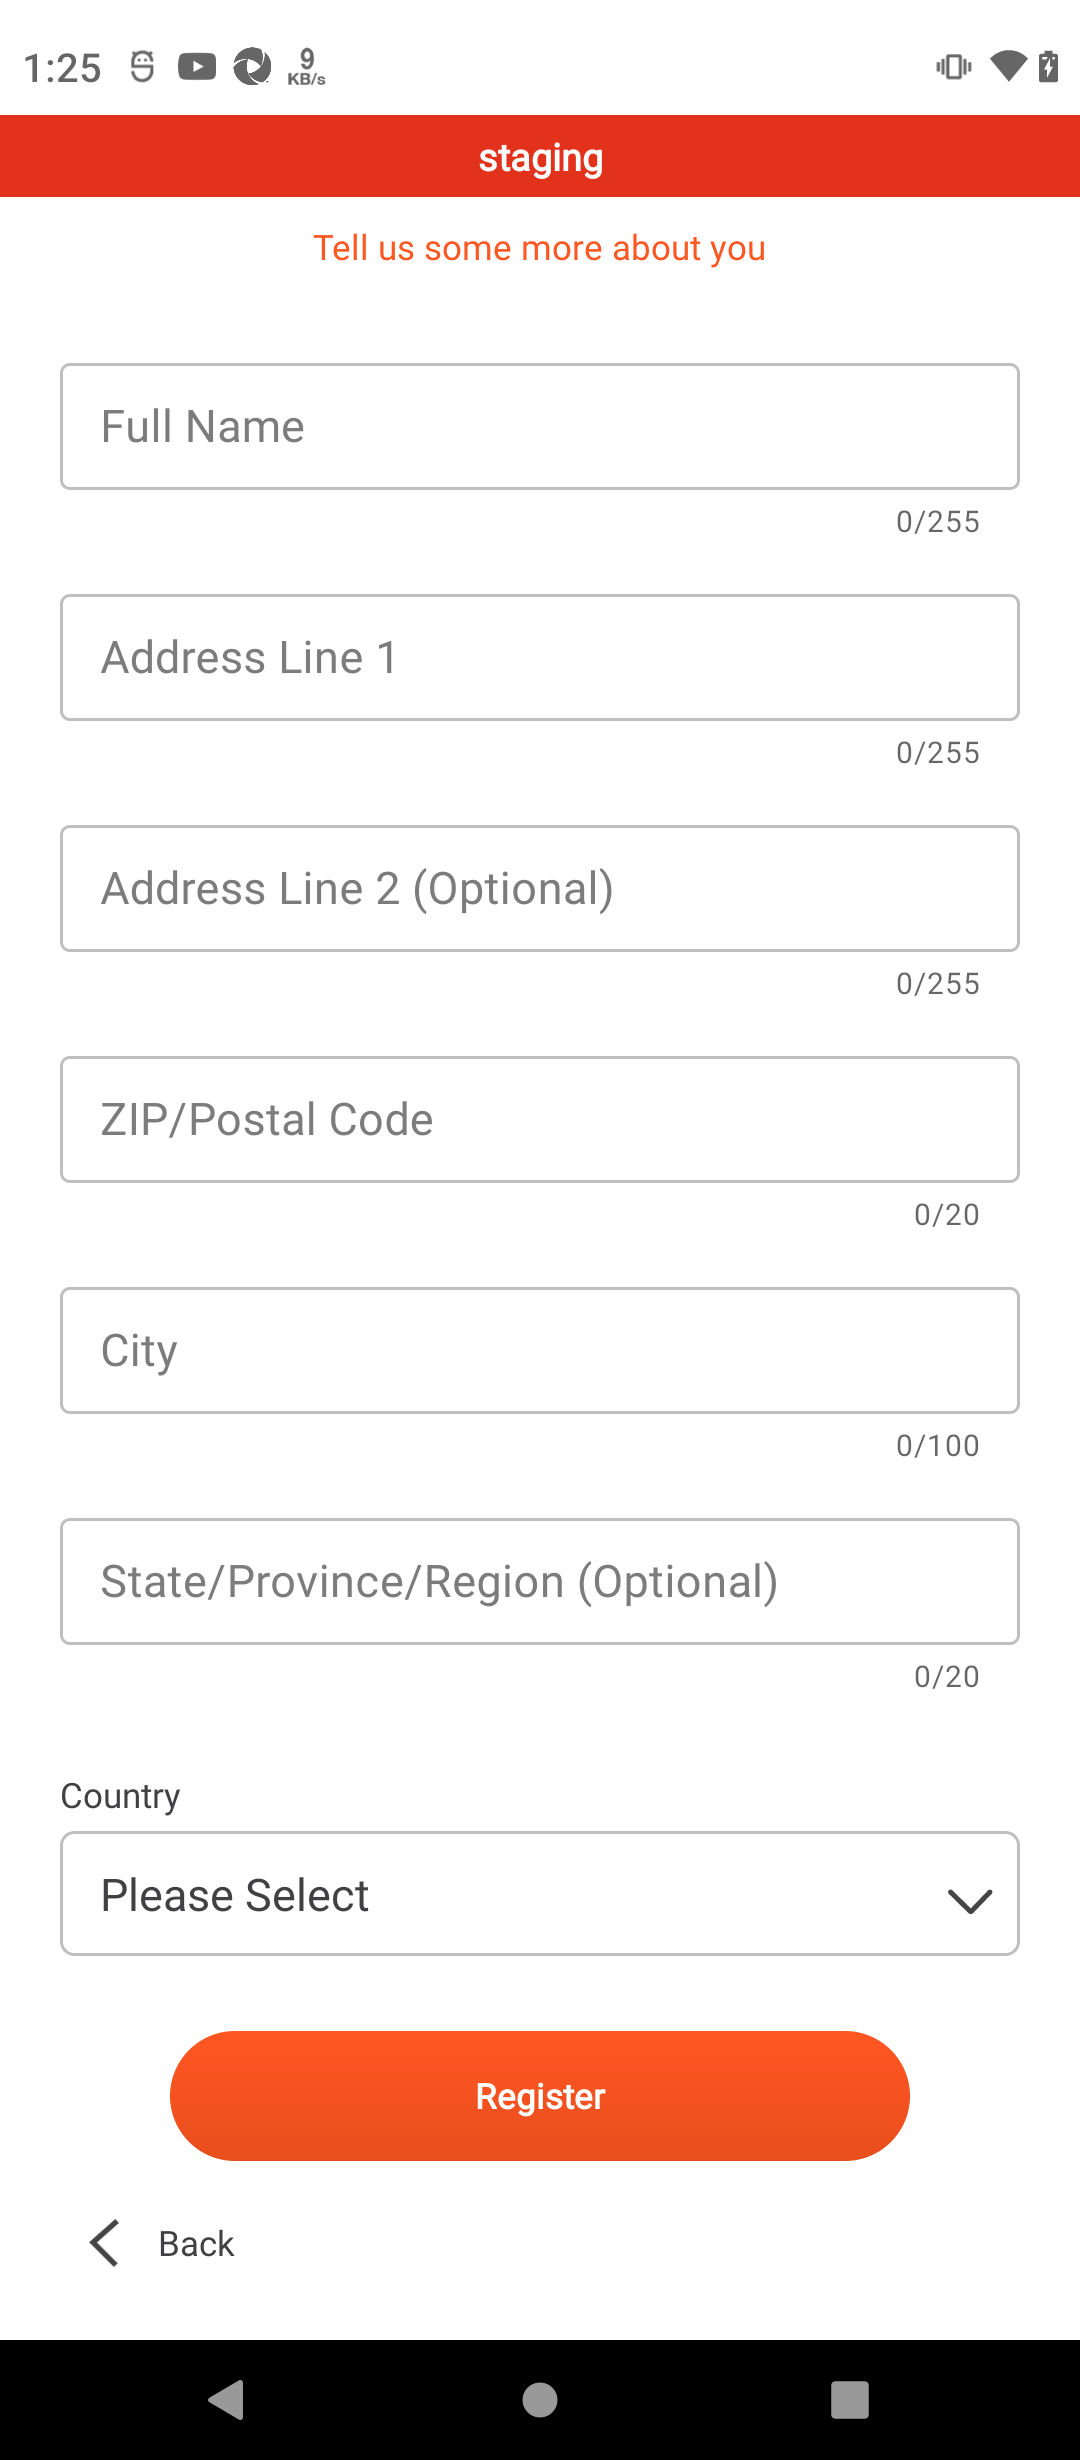 1:25 9 KB/s
staging
Tell us some more about you
Full Name
0/255
Address Line 1
0/255
Address Line 2 (Optional)
0/255
ZIP/Postal Code
0/20
City
0/100
State/Province/Region (Optional)
0/20
Country
Please Select
Register
Back